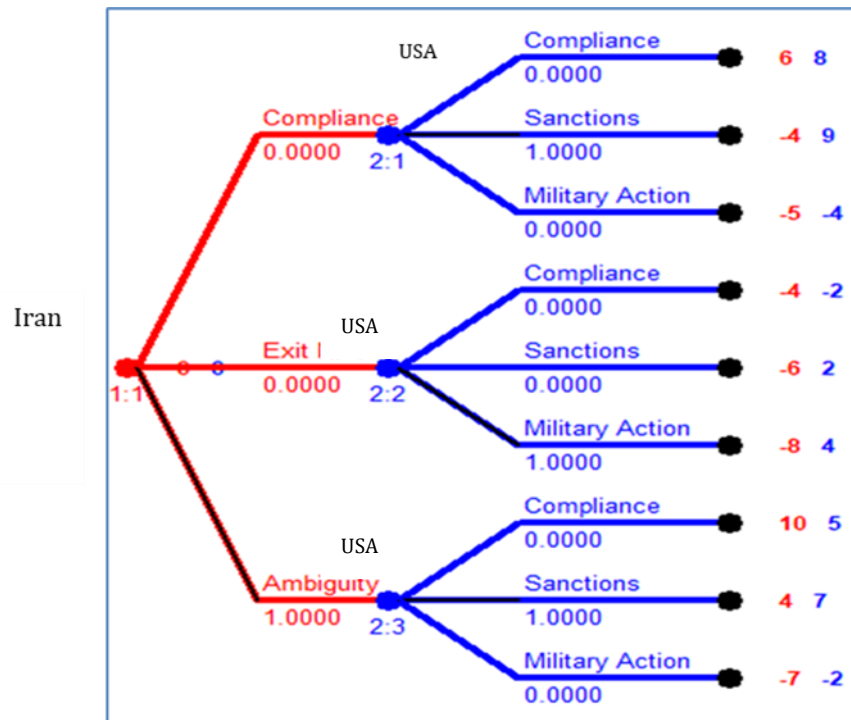 USA
Compliance
0.0000
6 8
Compliance
0.0000
2:1
Sanctions
1.0000
-4 9
Military Action
0.0000
-5 -4
Iran
1:1
0 0
USA
Exit I
0.0000
2:2
Compliance
0.0000
-4 -2
Sanctions
0.0000
-6 2
Military Action
1.0000
-8 4
USA
Ambiguity
1.0000
2:3
Compliance
0.0000
10 5
Sanctions
1.0000
4 7
Military Action
0.0000
-7 -2